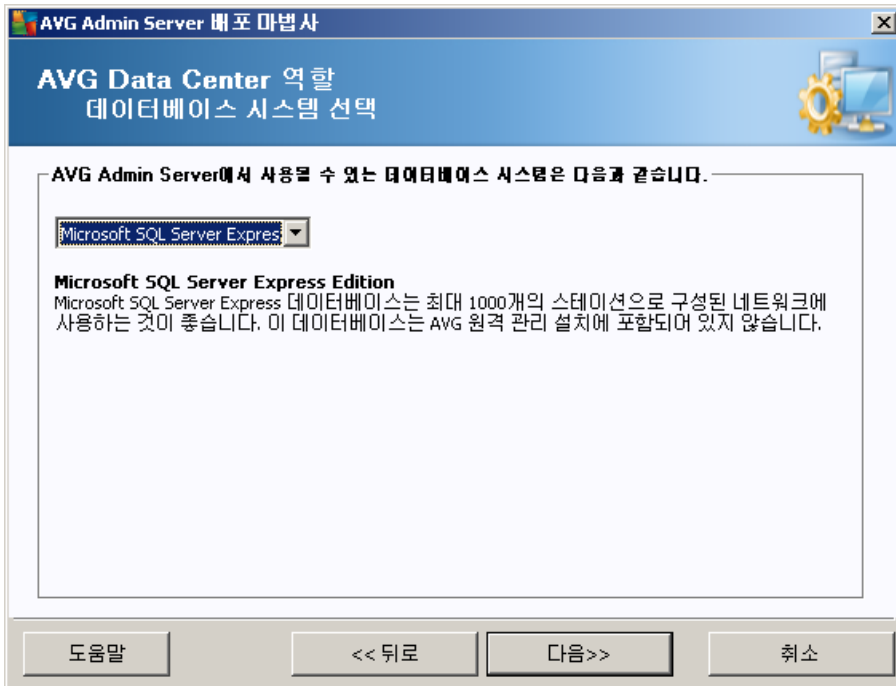 AVG Admin Server 배포 마법사
AVG Data Center 역할
데이터베이스 시스템 선택
AVG Admin Server에서 사용될 수 있는 데이터베이스 시스템은 다음과 같습니다.
Microsoft SQL Server Expres
Microsoft SQL Server Express Edition
Microsoft SQL Server Express 데이터베이스는 최대 1000개의 스테이션으로 구성된 네트워크에
사용하는 것이 좋습니다. 이 데이터베이스는 AVG 원격 관리 설치에 포함되어 있지 않습니다.
도움말
<< 뒤로
다음>>
취소